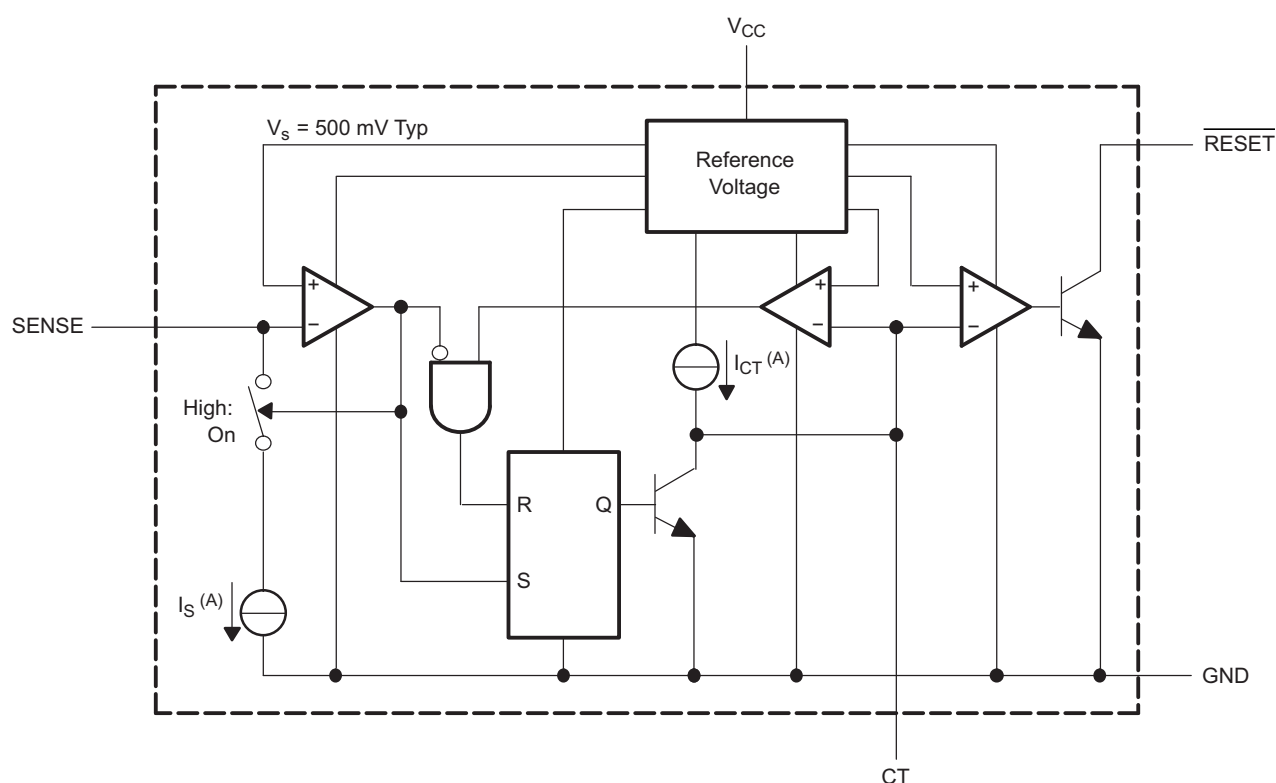 VCC
Vs = 500 mV Typ
Reference
Voltage
RESET
+
−
SENSE
+
−
+
−
ICT (A)
High:
On
R
Q
S
IS (A)
GND
CT